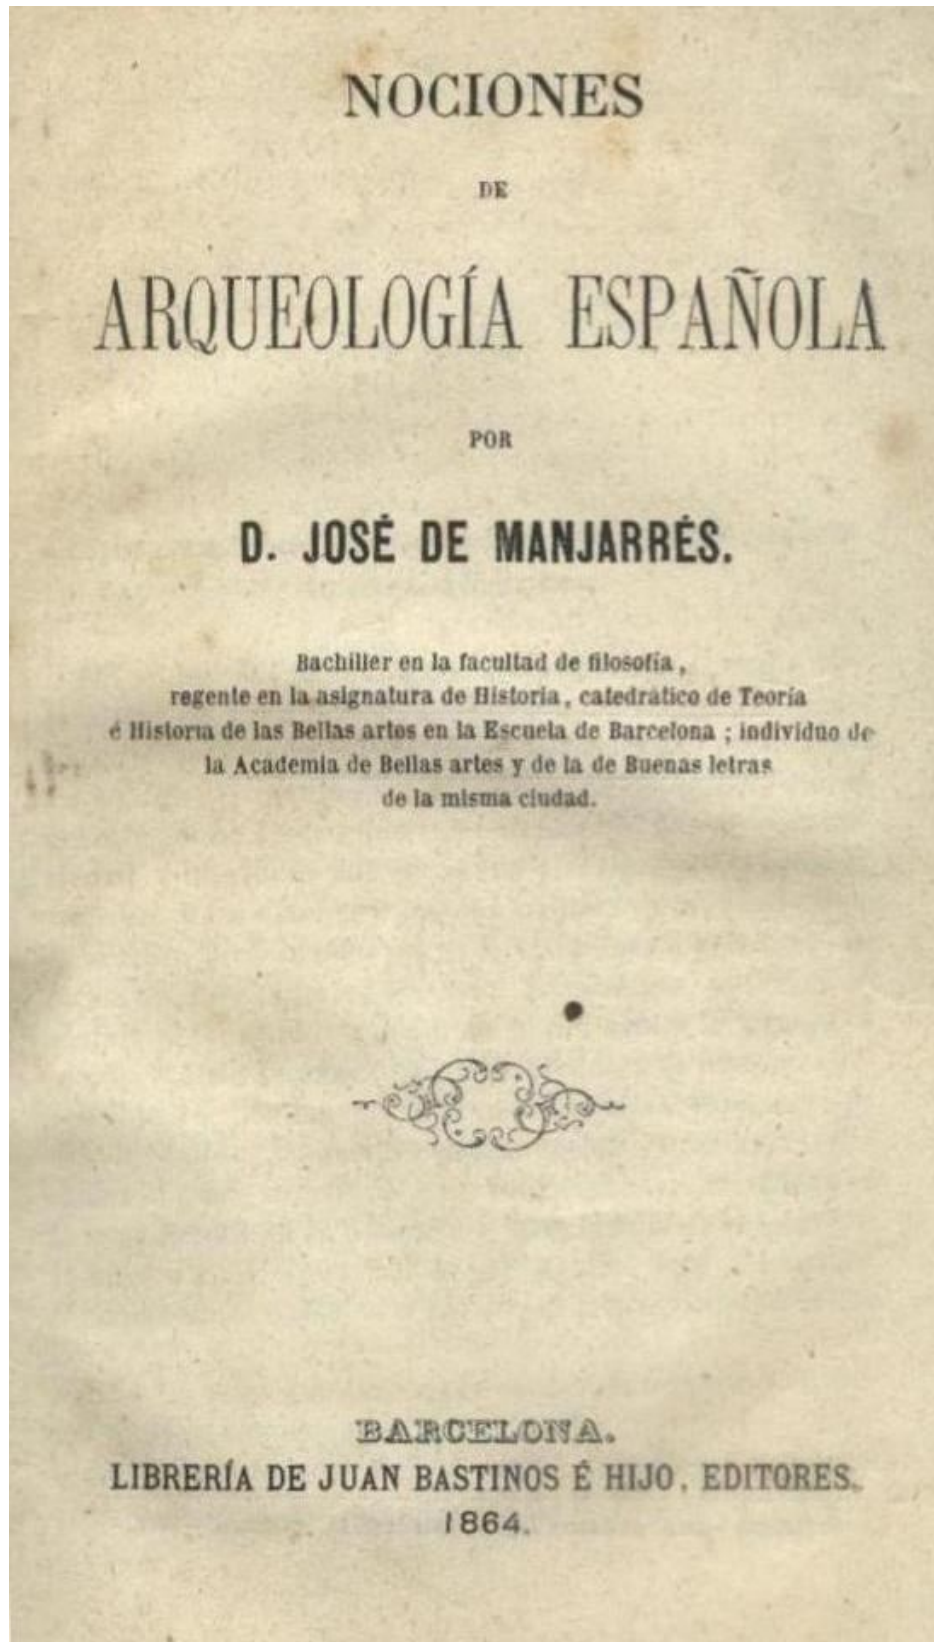 NOCIONES
DE
ARQUEOLOGÍA ESPAÑOLA
POR
D. JOSÉ DE MANJARRÉS.
Bachiller en la facultad de filosofía,
regente en la asignatura de Historia, catedrático de Teoría
é Historia de las Bellas artes en la Escuela de Barcelona; individuo de
la Academia de Bellas artes y de la de Buenas letras
de la misma ciudad.
BARCELONA.
LIBRERÍA DE JUAN BASTINOS É HIJO, EDITORES.
1864.